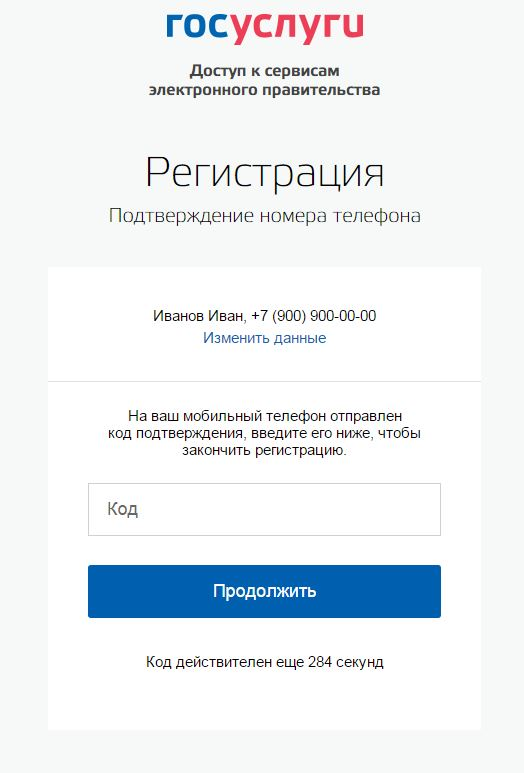 госуслуги
Доступ к сервисам
электронного правительства
Регистрация
Подтверждение номера телефона
Иванов Иван, +7 (900) 900-00-00
Изменить данные
На ваш мобильный телефон отправлен
код подтверждения, введите его ниже, чтобы
закончить регистрацию.
Код
Продолжить
Код действителен еще 284 секунд